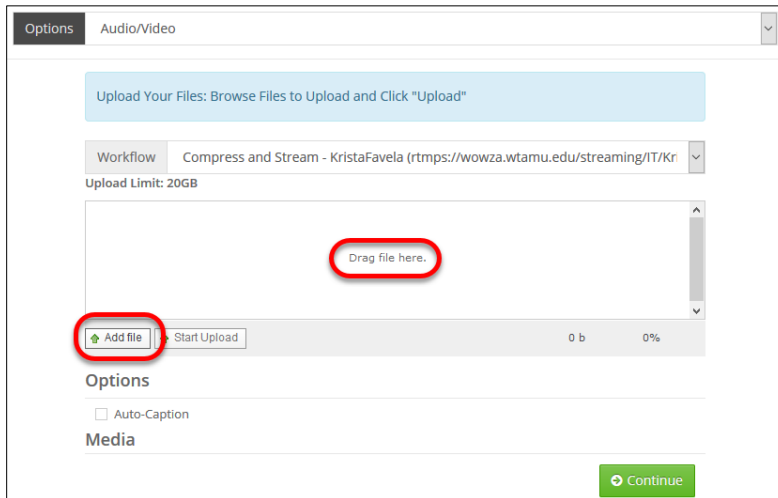 Options Audio/Video
Upload Your Files: Browse Files to Upload and Click "Upload"
Workflow Compress and Stream - KristaFavela (rtmps://wowza.wtamu.edu/streaming/IT/Kri
Upload Limit: 20GB
Drag file here.
Add file Start Upload 0 b 0%
Options
Auto-Caption
Media
Continue